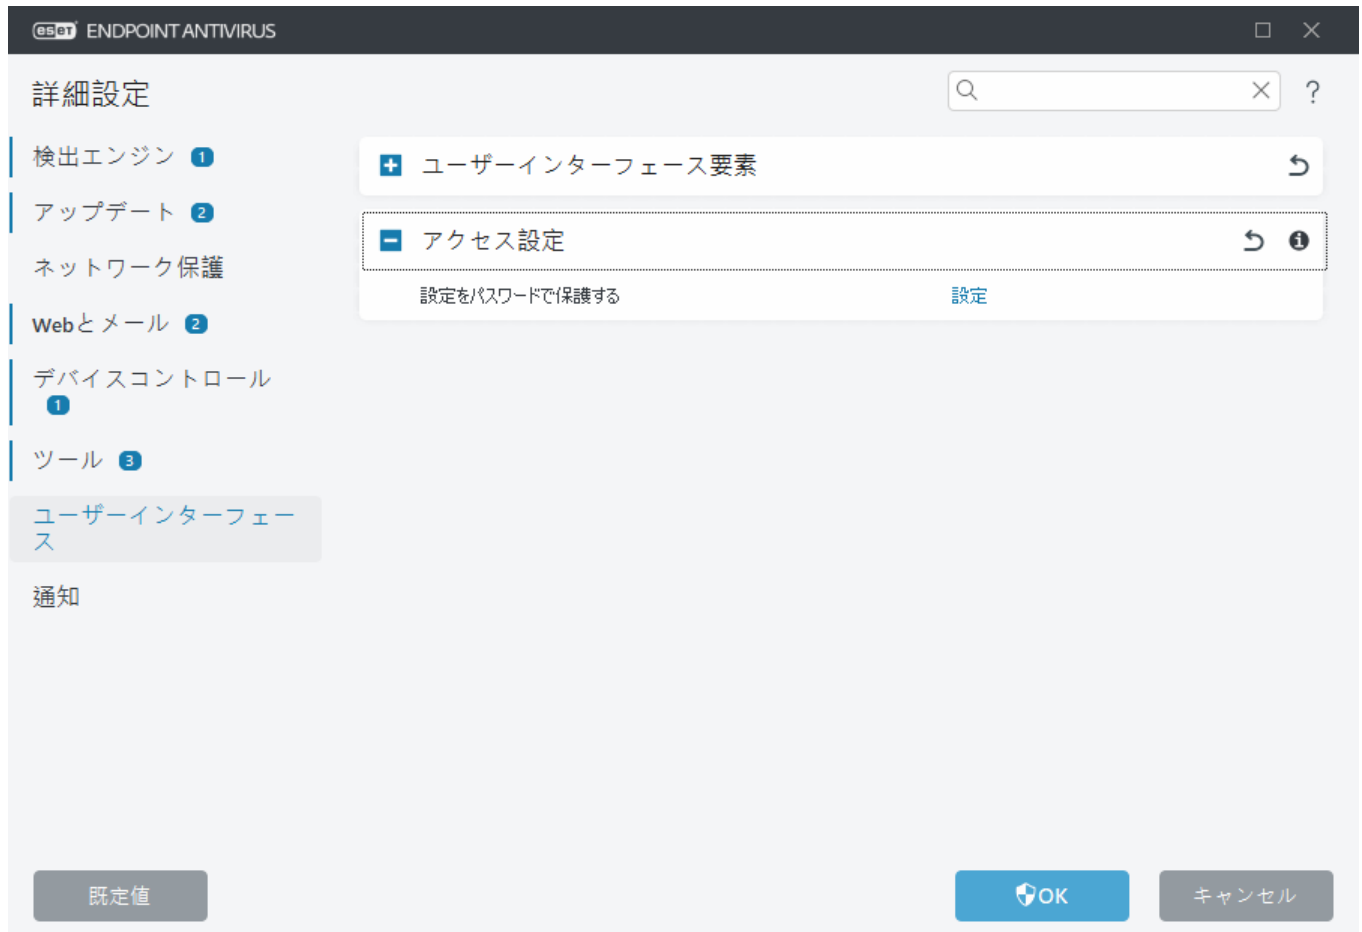 eset ENDPOINT ANTIVIRUS
詳細設定
?
検出エンジン 1
アップデート 2
ネットワーク保護
Webとメール 2
デバイスコントロール
1
ツール 3
ユーザーインターフェー
ス
通知
ユーザーインターフェース要素
アクセス設定
設定をパスワードで保護する 設定
既定値
OK
キャンセル